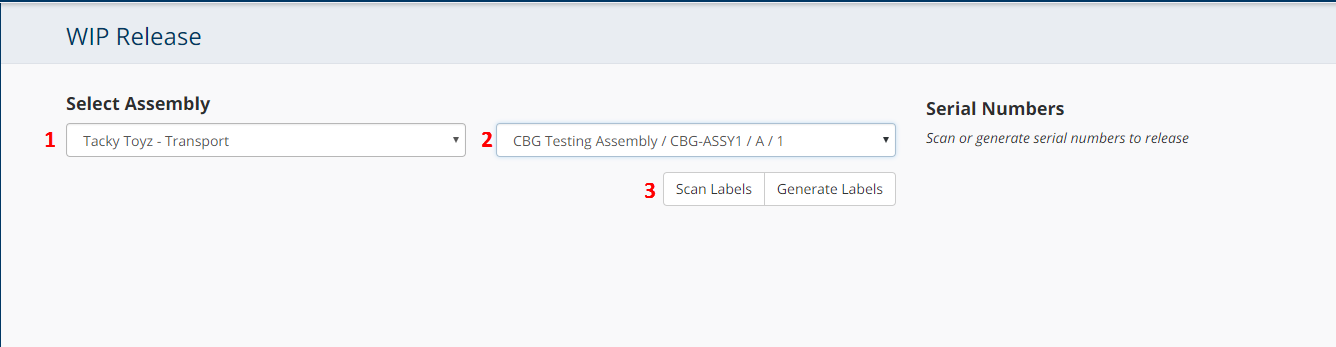 WIP Release
Select Assembly
Serial Numbers
1 Tacky Toyz - Transport
2 CBG Testing Assembly / CBG-ASSY1 / A / 1
Scan or generate serial numbers to release
3 Scan Labels Generate Labels